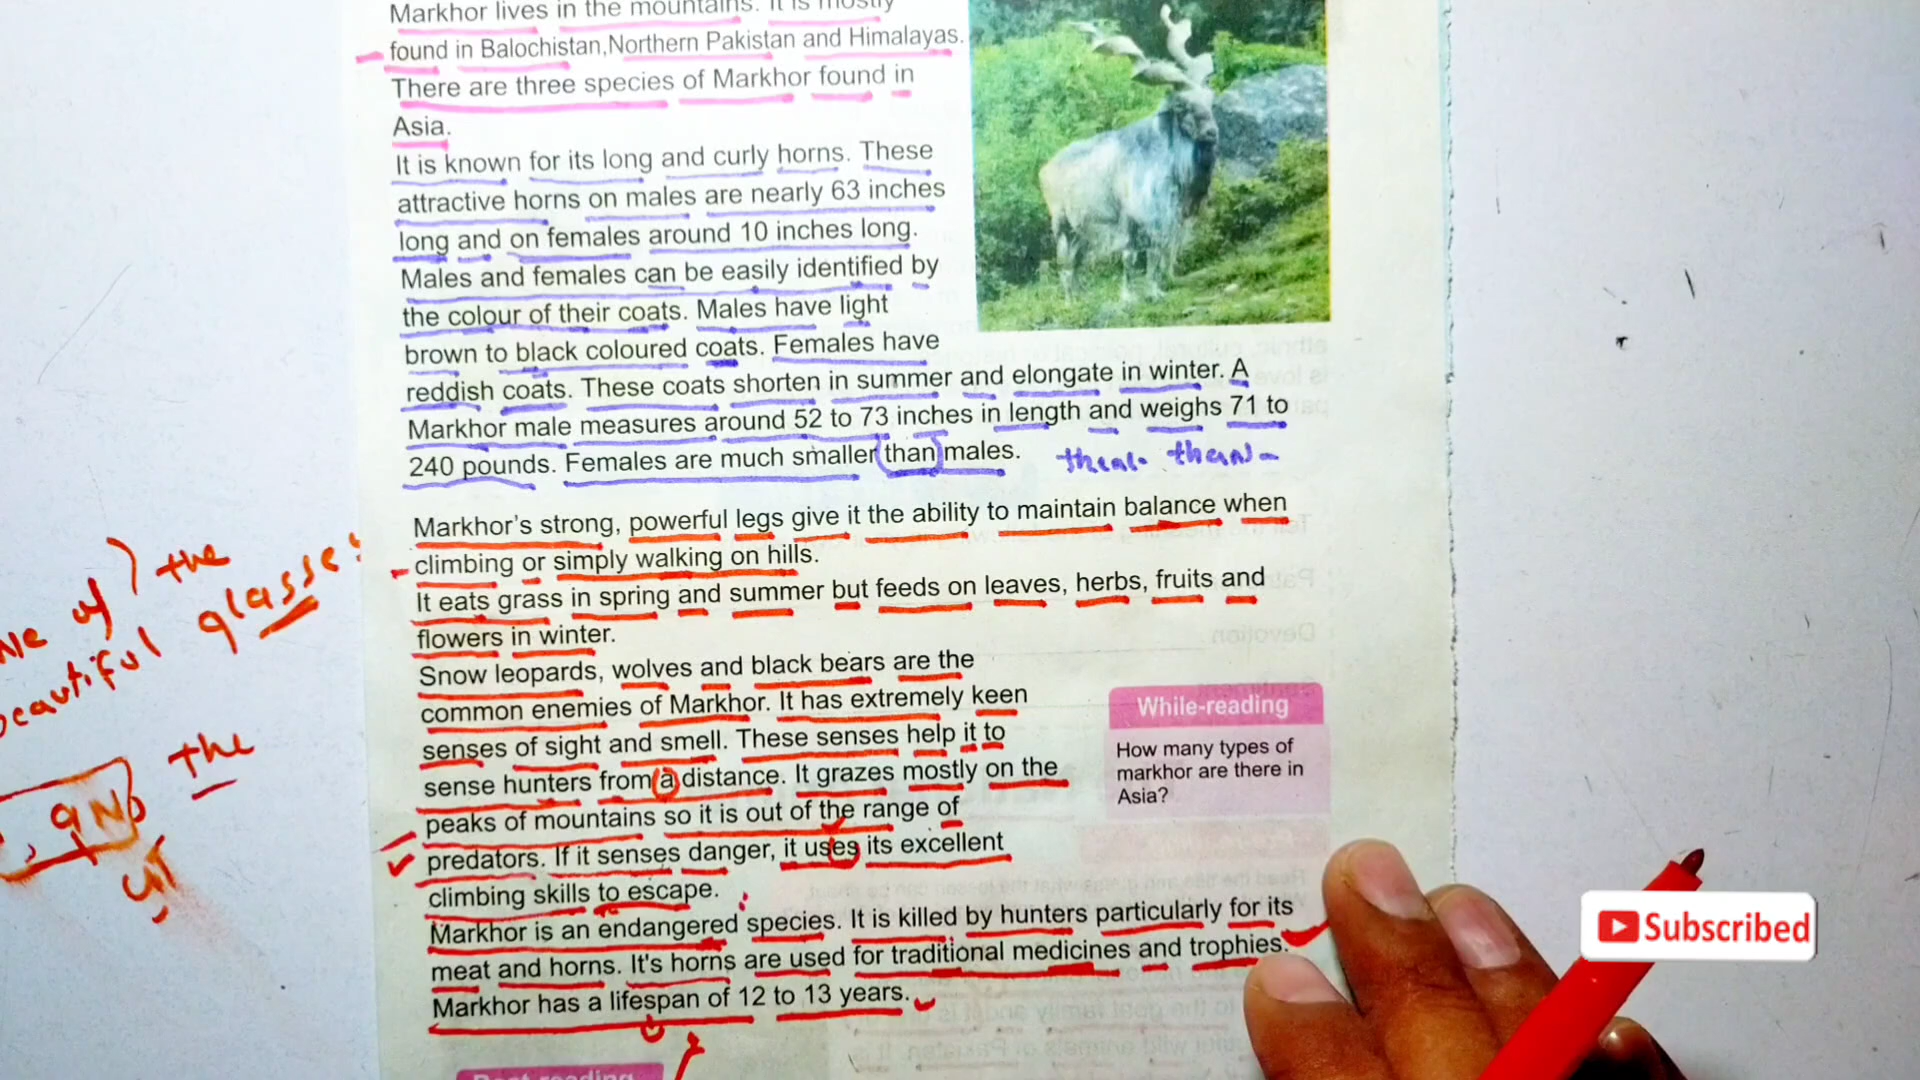 Markhor lives in the mountains. It is mostly
found in Balochistan,Northern Pakistan and Himalayas.
There are three species of Markhor found in
Asia.
It is known for its long and curly horns. These
attractive horns on males are nearly 63 inches
long and on females around 10 inches long.
Males and females can be easily identified by
the colour of their coats. Males have light
brown to black coloured coats. Females have
reddish coats. These coats shorten in summer and elongate in winter. A
Markhor male measures around 52 to 73 inches in length and weighs 71 to
240 pounds. Females are much smaller than males.
Markhor's strong, powerful legs give it the ability to maintain balance when
climbing or simply walking on hills.
It eats grass in spring and summer but feeds on leaves, herbs, fruits and
flowers in winter.
Snow leopards, wolves and black bears are the
common enemies of Markhor. It has extremely keen
senses of sight and smell. These senses help it to
sense hunters from a distance. It grazes mostly on the
peaks of mountains so it is out of the range of
predators. If it senses danger, it uses its excellent
climbing skills to escape.
Markhor is an endangered species. It is killed by hunters particularly for its
meat and horns. It's horns are used for traditional medicines and trophies.
Markhor has a lifespan of 12 to 13 years.
While-reading
How many types of
markhor are there in
Asia?
of) the
beautiful glasses
the
Subscribed